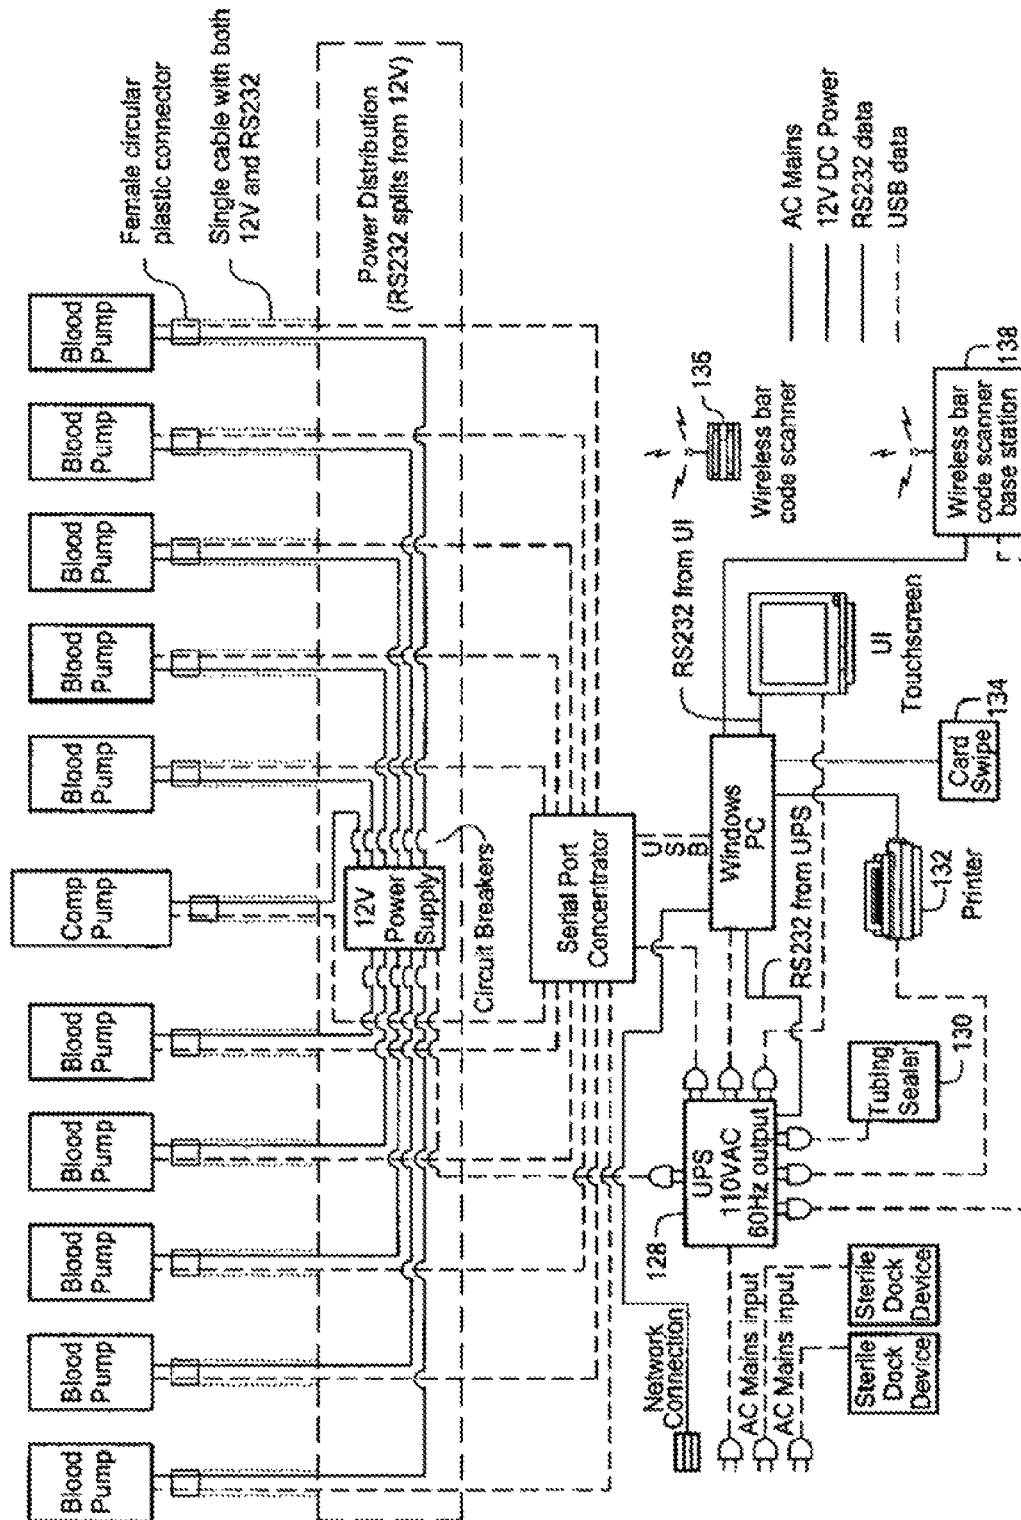 Blood
Pump
Blood
Pump
Blood
Pump
Blood
Pump
Blood
Pump
Comp
Pump
Blood
Pump
Blood
Pump
Blood
Pump
Blood
Pump
Blood
Pump
Female circular
plastic connector
Single cable with both
12V and RS232
Power Distribution
(RS232 splits from 12V)
12V
Power
Supply
Circuit Breakers
Serial Port
Concentrator
U
S
B
Network
Connection
AC Mains input
AC Mains input
128
UPS
110VAC
60Hz output
Windows
PC
RS232 from UI
RS232 from UPS
UI
Touchscreen
136
Wireless bar
code scanner
AC Mains
12V DC Power
RS232 data
USB data
Sterile
Dock
Device
Sterile
Dock
Device
Tubing
Sealer
130
132
Printer
Card
Swipe
134
Wireless bar
code scanner
base station
138